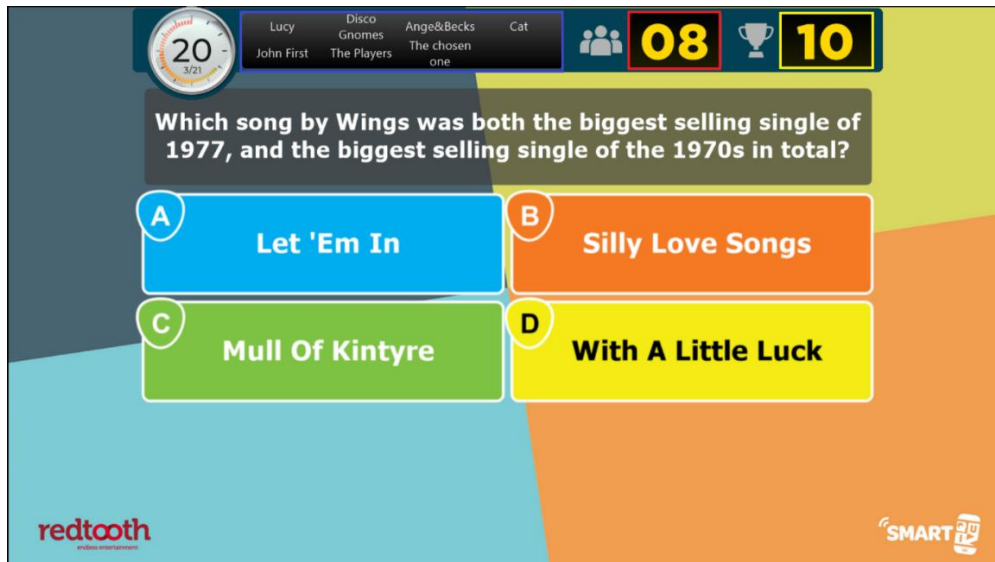 20
3/21
Lucy
Disco
Gnomes
Ange&Becks
Cat
John First
The Players
The chosen
one
08
10
Which song by Wings was both the biggest selling single of
1977, and the biggest selling single of the 1970s in total?
A
Let 'Em In
B
Silly Love Songs
C
Mull Of Kintyre
D
With A Little Luck
redtooth
endless entertainment
SMART